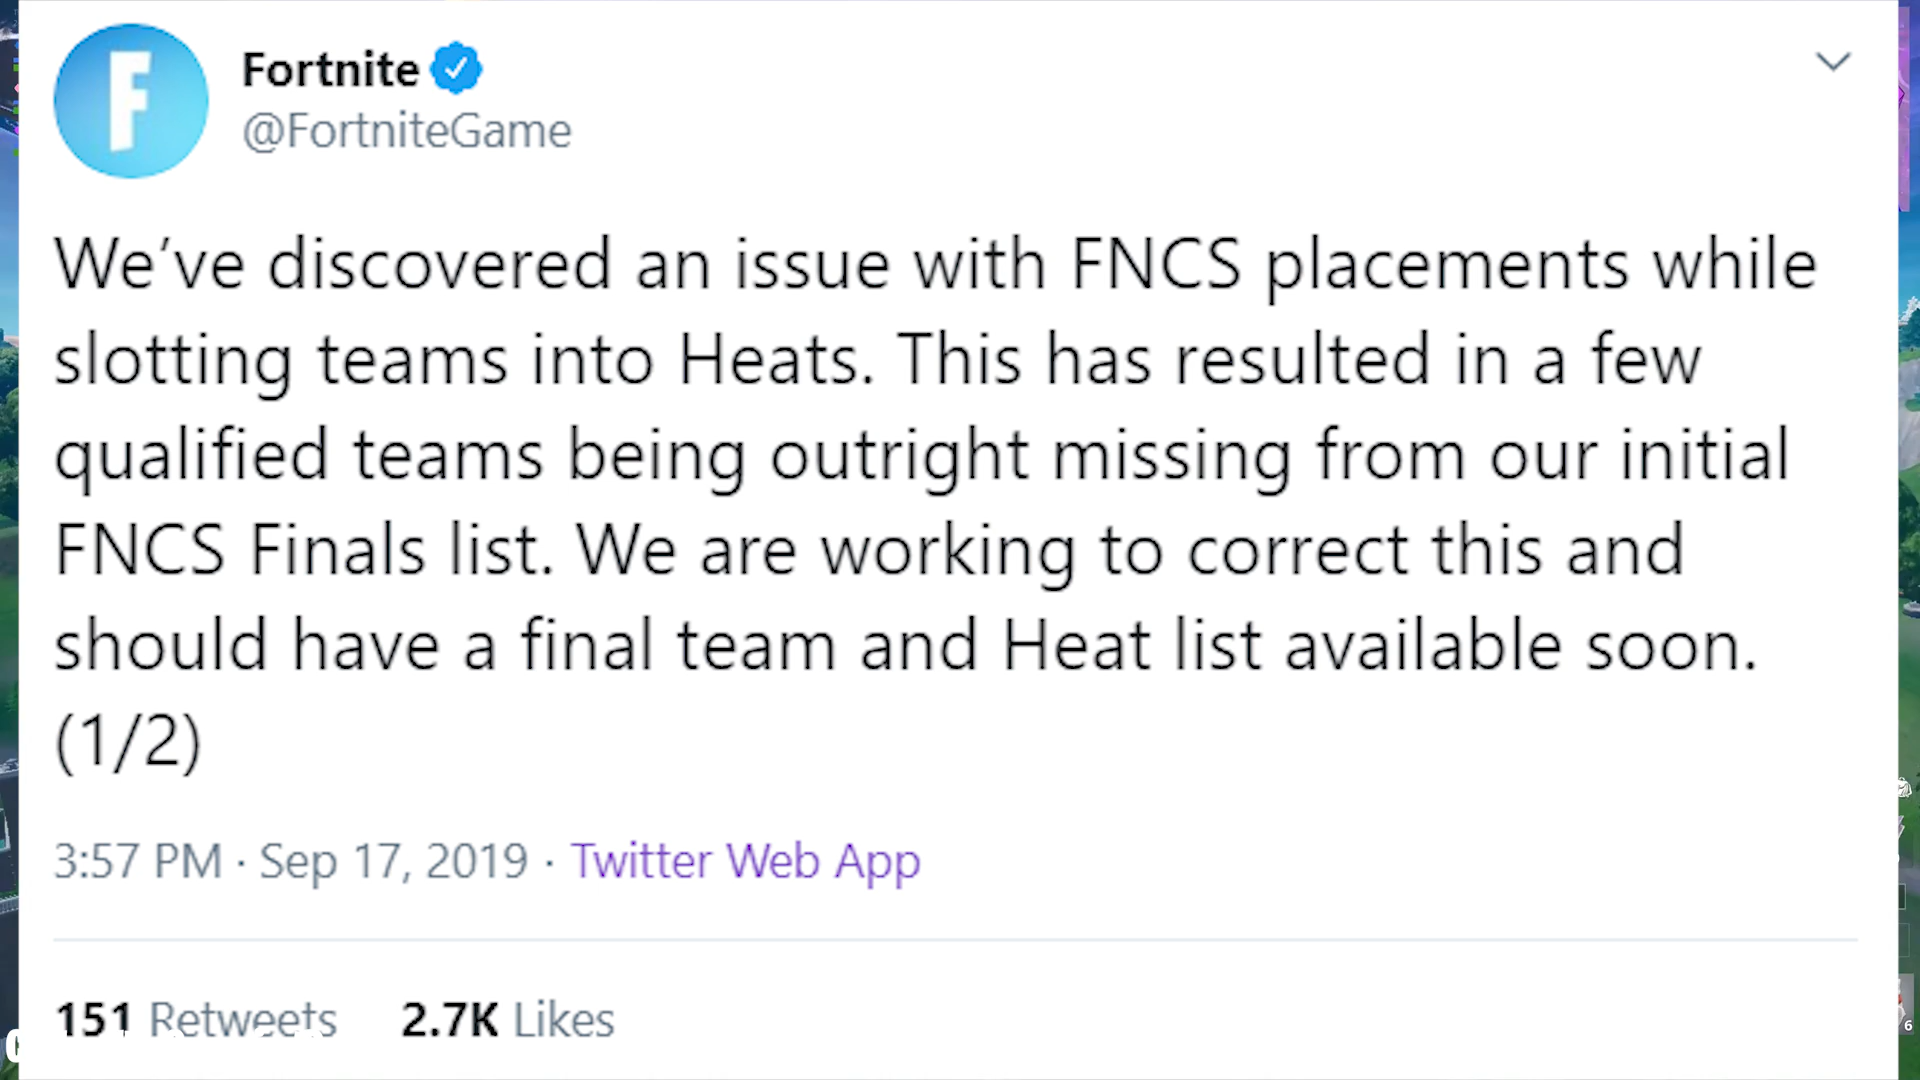 Fortnite
@FortniteGame
We’ve discovered an issue with FNCS placements while
slotting teams into Heats. This has resulted in a few
qualified teams being outright missing from our initial
FNCS Finals list. We are working to correct this and
should have a final team and Heat list available soon.
(1/2)
3:57 PM · Sep 17, 2019 · Twitter Web App
151 Retweets 2.7K Likes
6